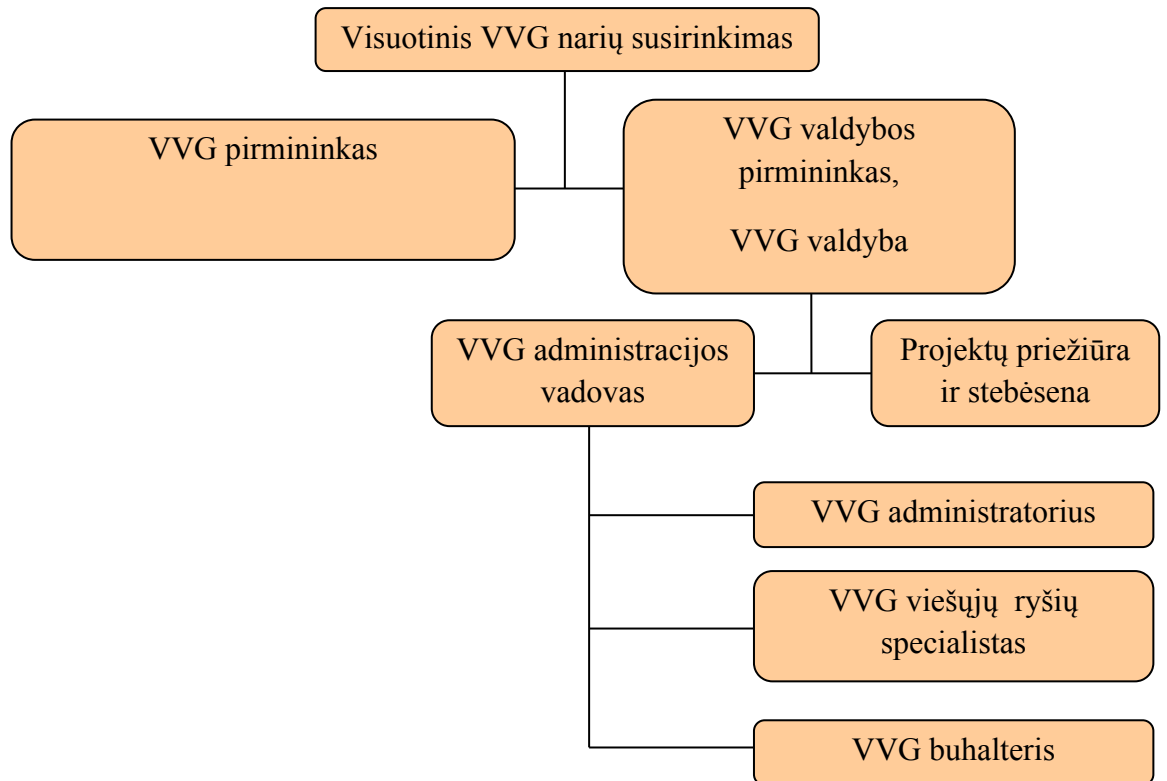 Visuotinis VVG narių susirinkimas
VVG pirmininkas
VVG valdybos
pirmininkas,
VVG valdyba
VVG administracijos
vadovas
Projektų priežiūra
ir stebėsena
VVG administratorius
VVG viešųjų ryšių
specialistas
VVG buhalteris